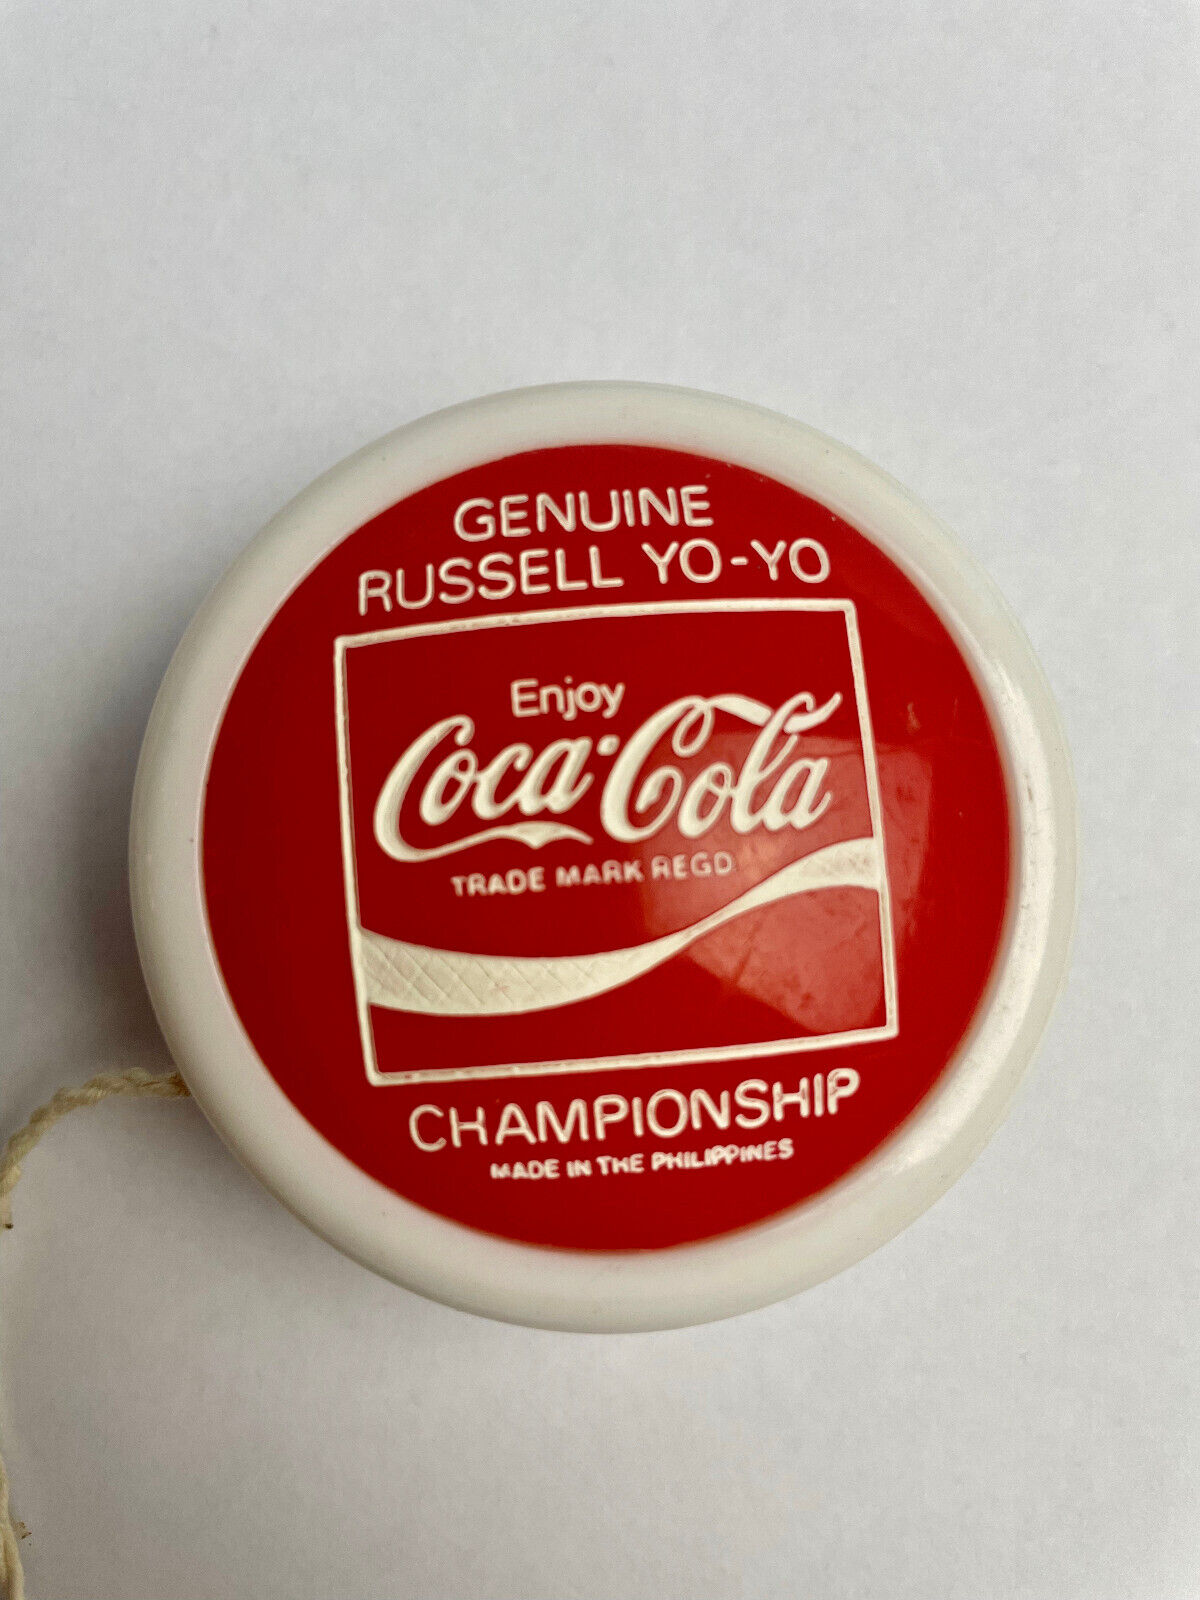 GENUINE
RUSSELL YO-YO
Enjoy
Coca-Cola
TRADE MARK REGD
CHAMPIONSHIP
MADE IN THE PHILIPPINES